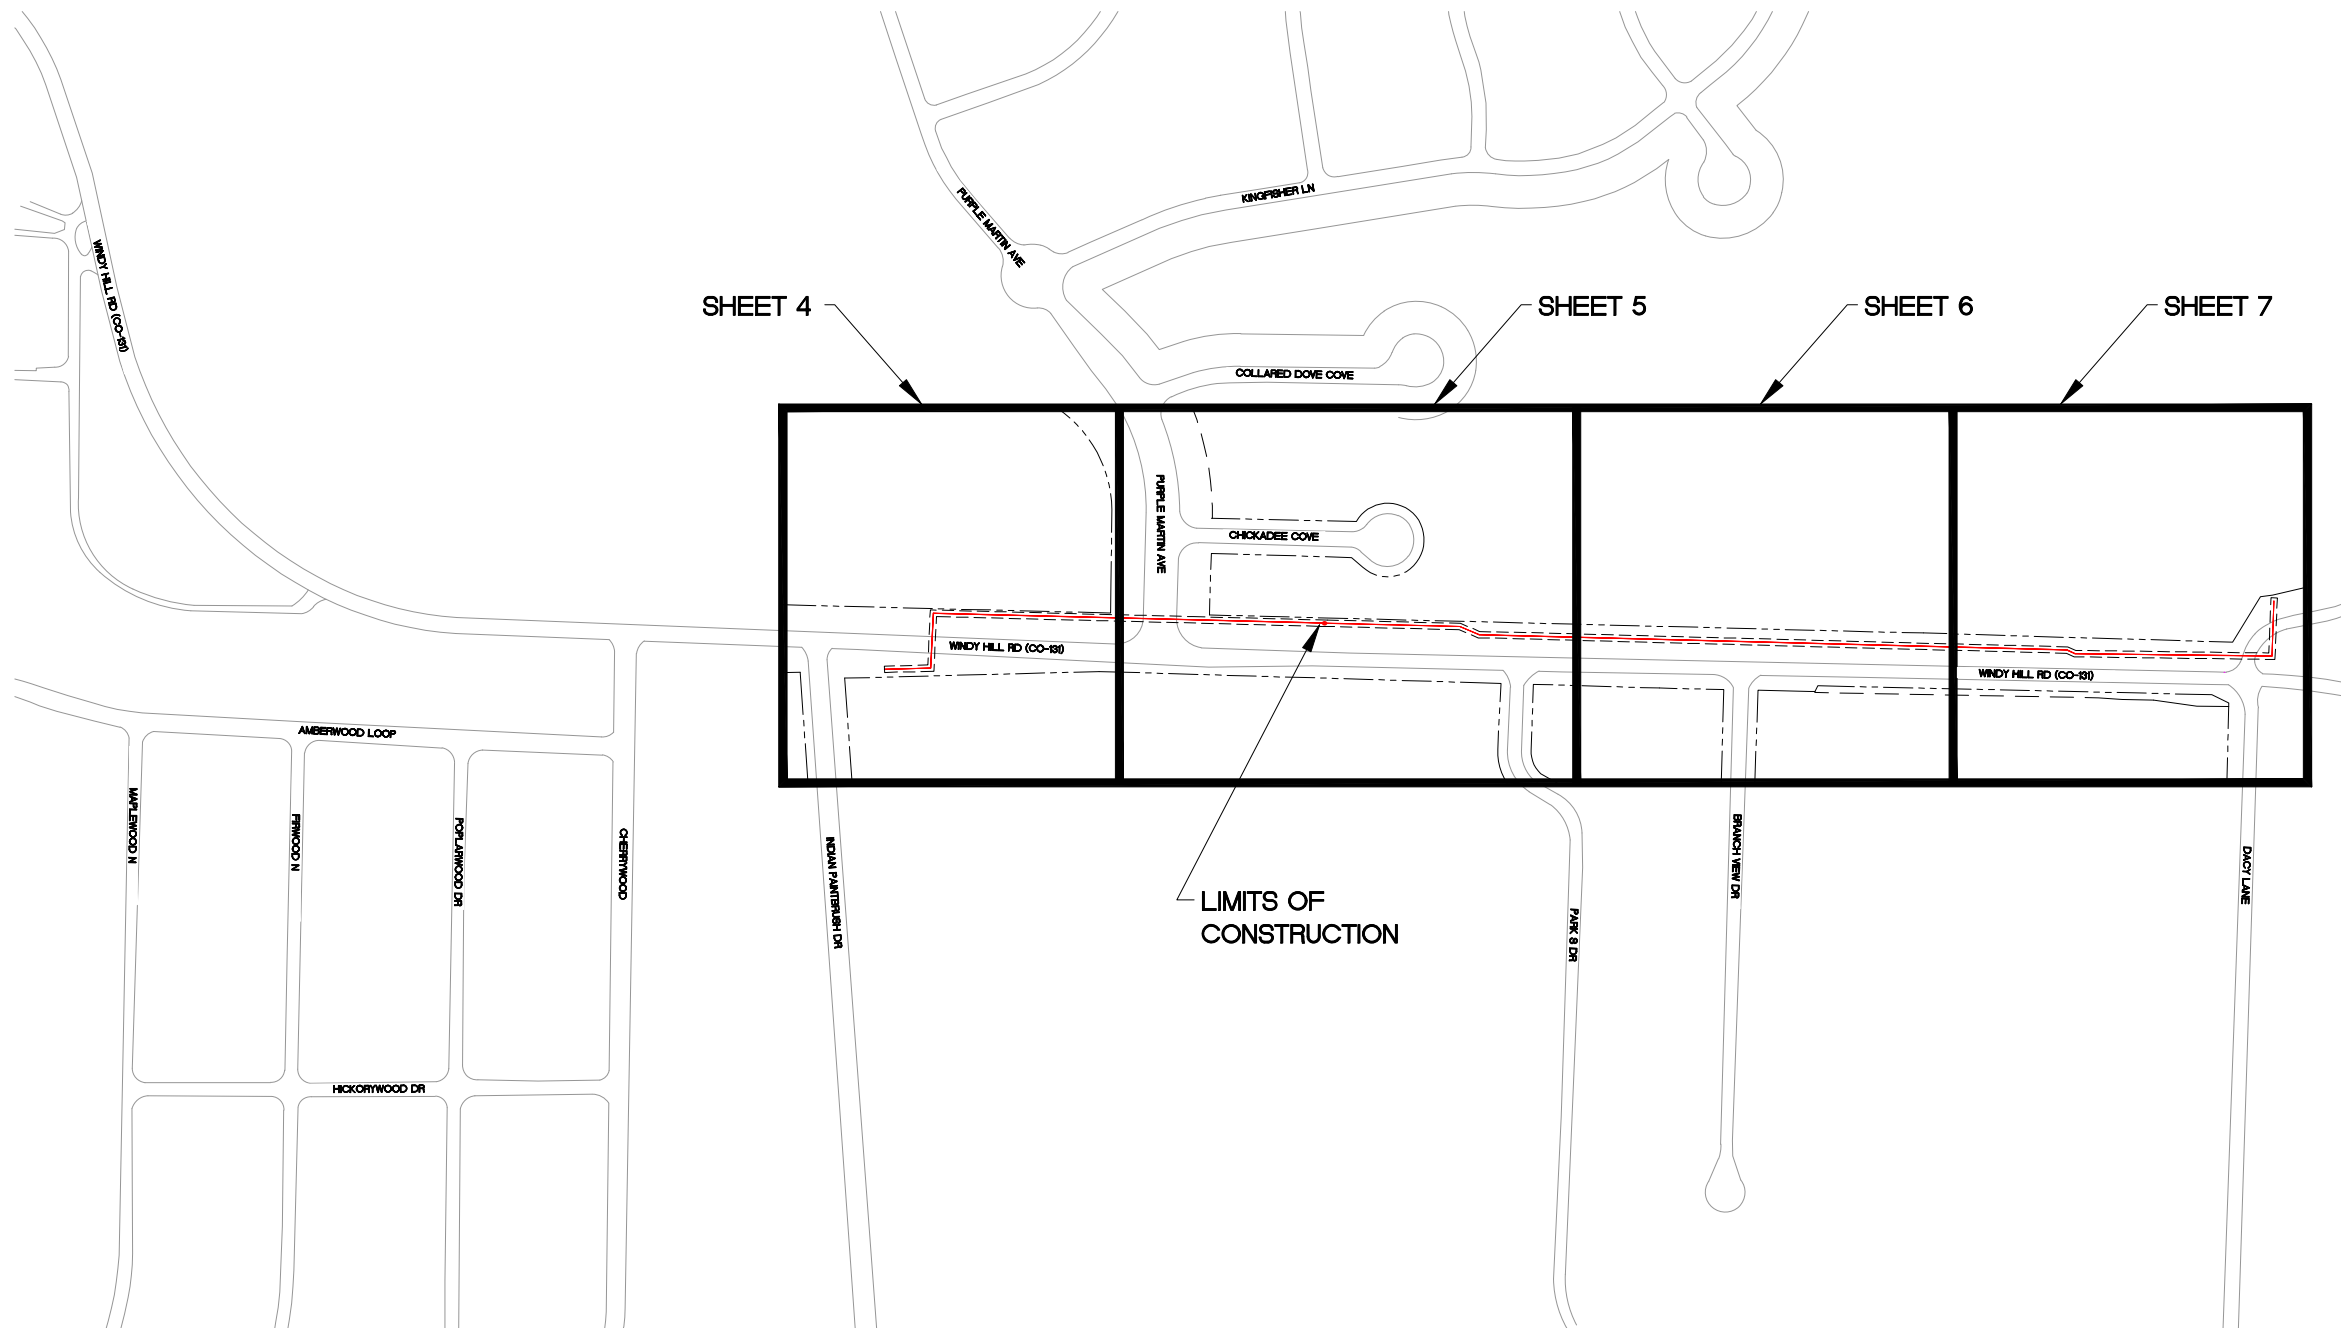 KINGFISHER LN
PURPLE MARTIN AVE
WINDY HILL RD (CO-131)
SHEET 4
SHEET 5
SHEET 6
SHEET 7
COLLARED DOVE COVE
PURPLE MARTIN AVE
CHICKADEE COVE
WINDY HILL RD (CO-131)
WINDY HILL RD (CO-131)
AMBERWOOD LOOP
MAPLEWOOD N
FIRWOOD N
POPLARWOOD DR
CHERRYWOOD
INDIAN PAINTBRUSH DR
LIMITS OF
CONSTRUCTION
PARK S DR
BRANCH VIEW DR
DACY LANE
HICKORYWOOD DR